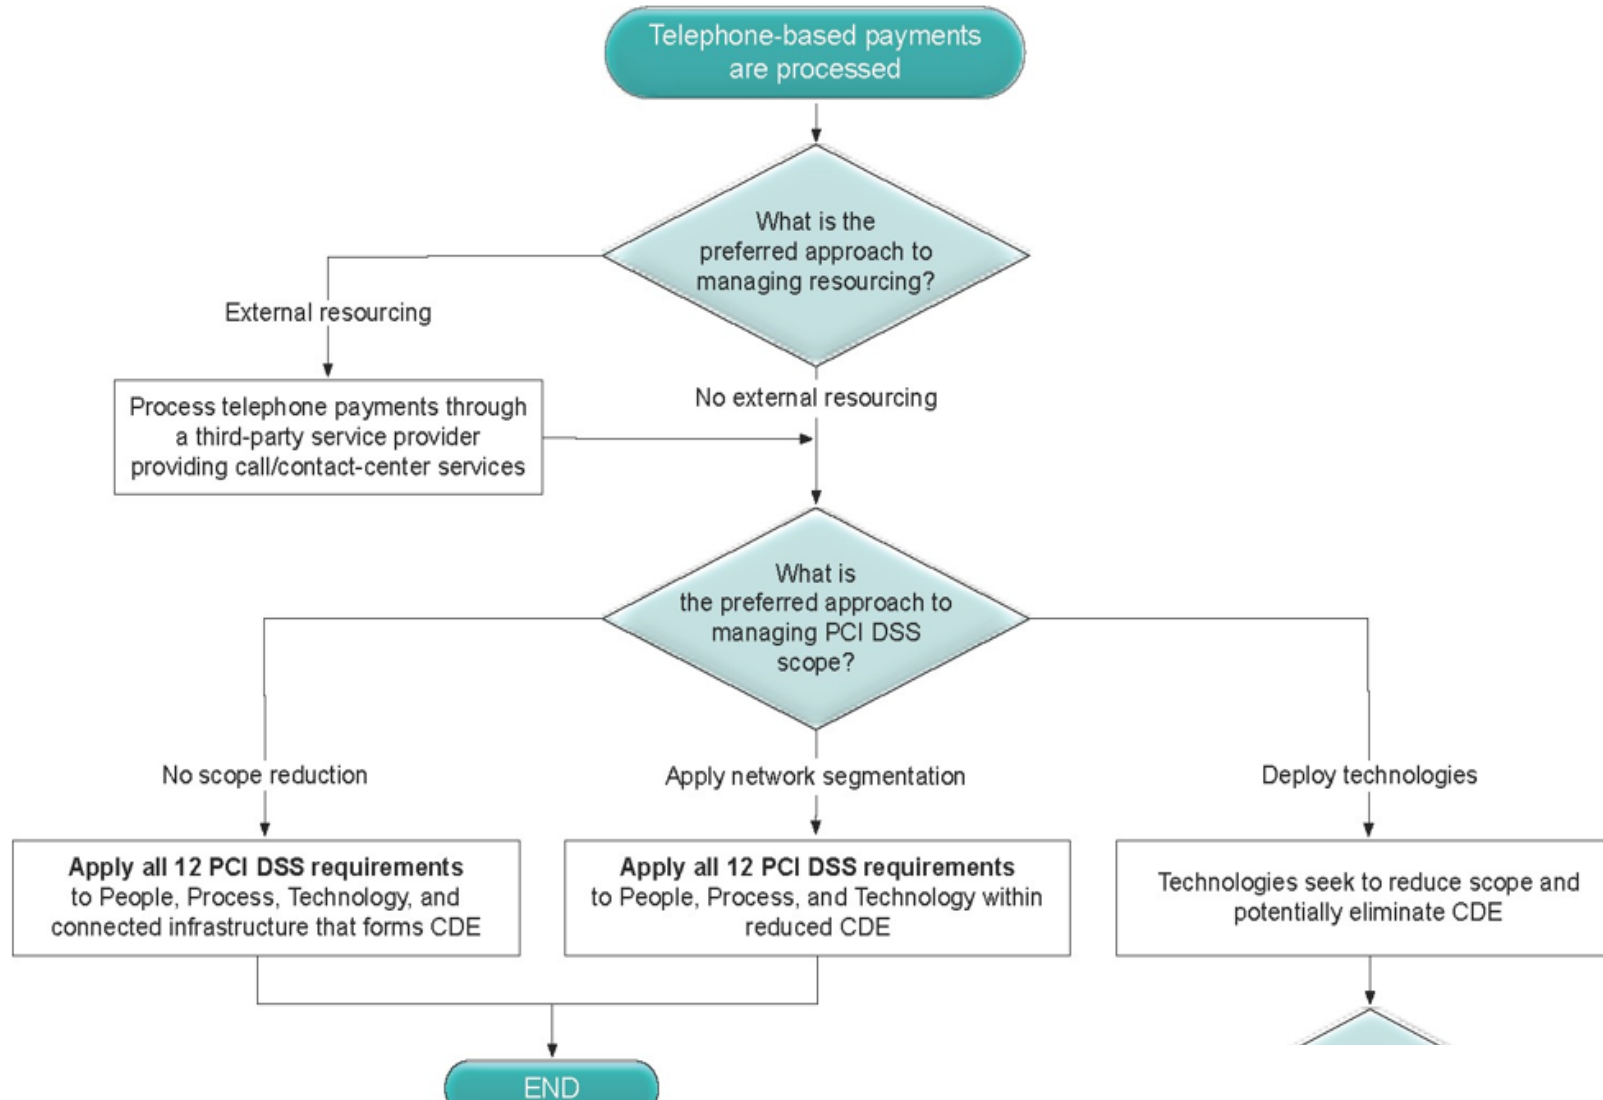 Telephone-based payments
are processed
What is the
preferred approach to
managing resourcing?
External resourcing
No external resourcing
Process telephone payments through
a third-party service provider
providing call/contact-center services
What is
the preferred approach to
managing PCI DSS
scope?
No scope reduction
Apply network segmentation
Deploy technologies
Apply all 12 PCI DSS requirements
to People, Process, Technology, and
connected infrastructure that forms CDE
Apply all 12 PCI DSS requirements
to People, Process, and Technology within
reduced CDE
Technologies seek to reduce scope and
potentially eliminate CDE
END